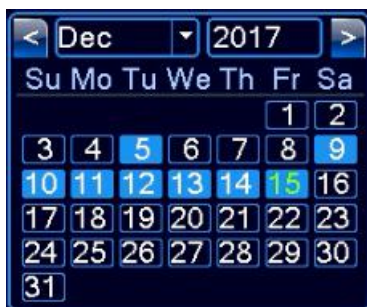 < Dec 2017 >
Su Mo Tu We Th Fr Sa
1 2
3 4 5 6 7 8 9
10 11 12 13 14 15 16
17 18 19 20 21 22 23
24 25 26 27 28 29 30
31